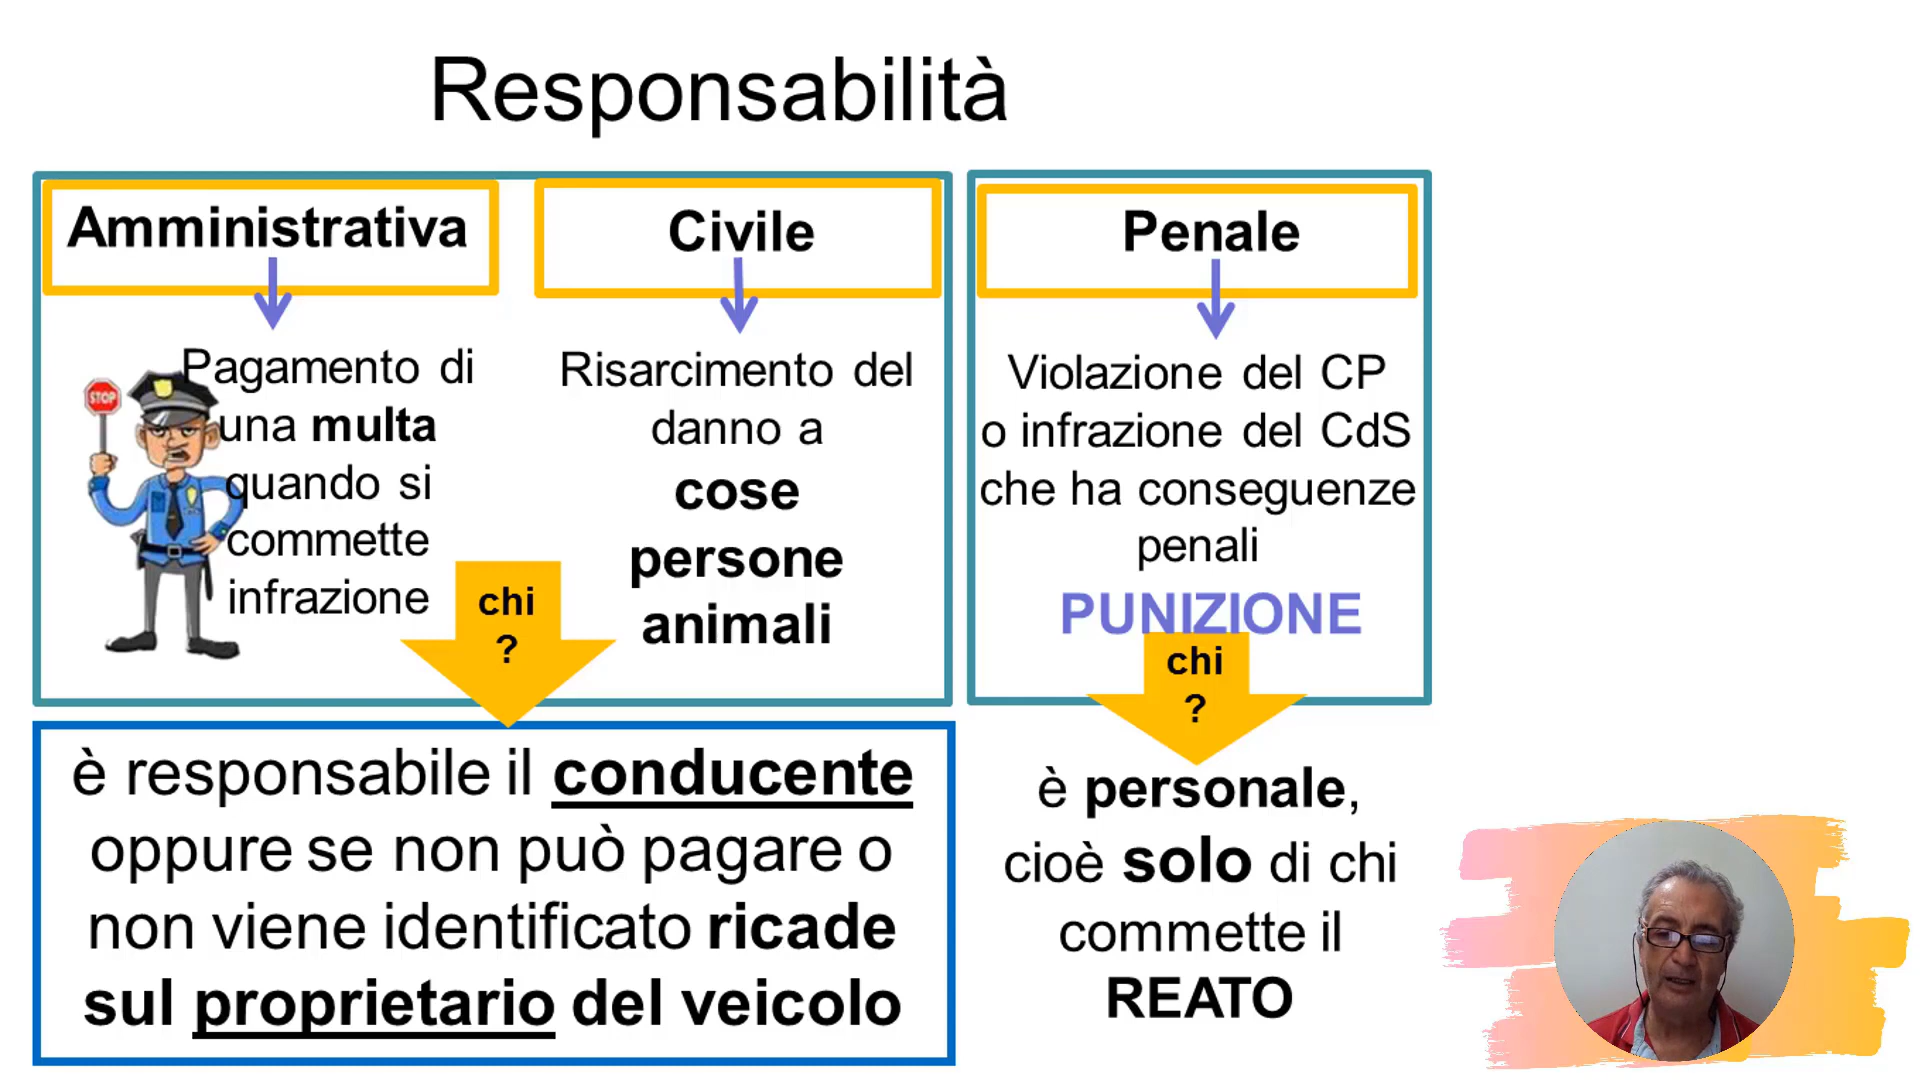 Responsabilità
Amministrativa
Pagamento di
una multa
quando si
commette
infrazione
STOP
Civile
Risarcimento del
danno a
cose
persone
animali
chi
?
è responsabile il conducente
oppure se non può pagare o
non viene identificato ricade
sul proprietario del veicolo
Penale
Violazione del CP
o infrazione del CdS
che ha conseguenze
penali
PUNIZIONE
chi
?
è personale,
cioè solo di chi
commette il
REATO